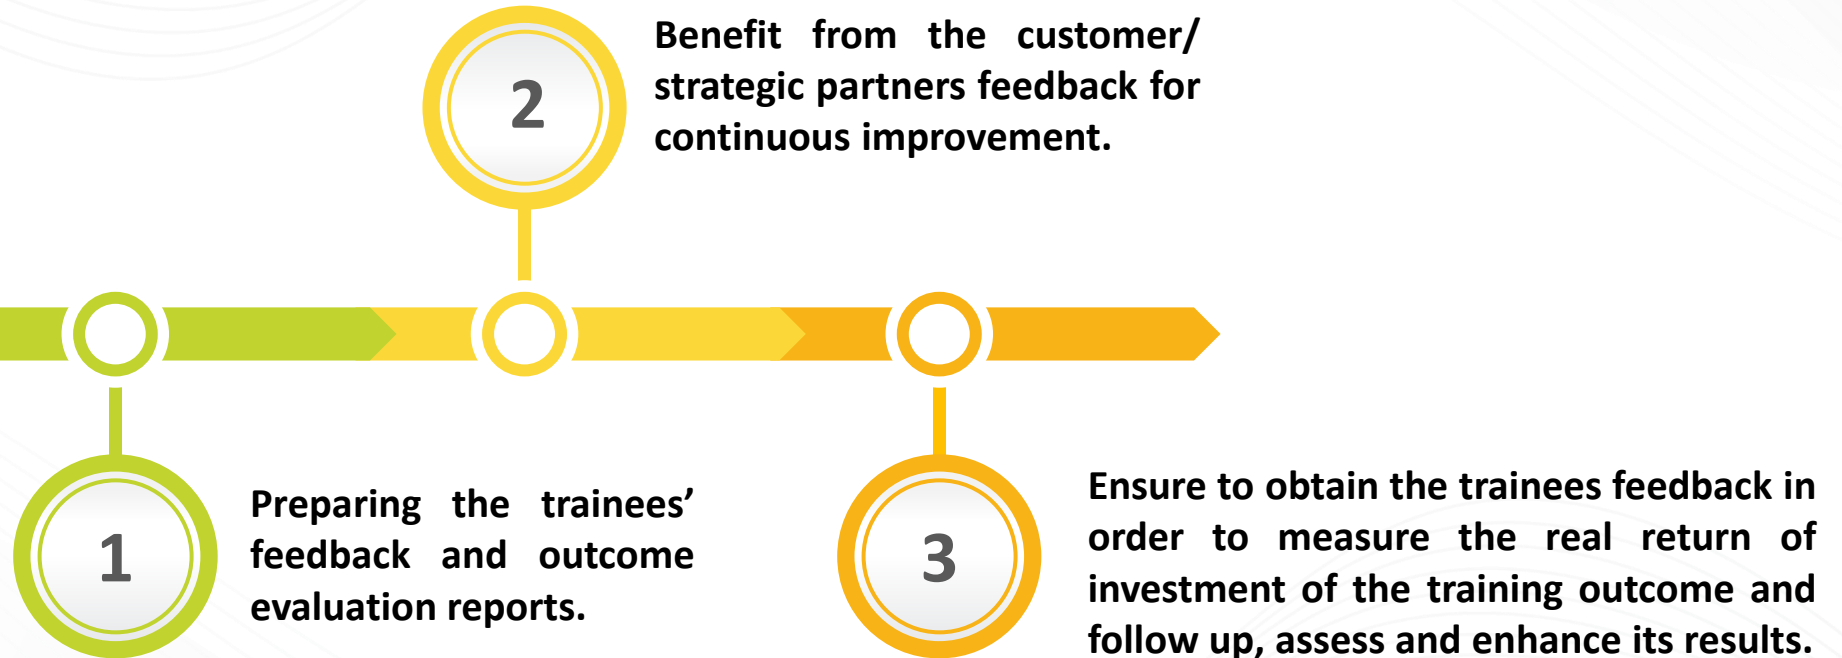 2
Benefit from the customer/
strategic partners feedback for
continuous improvement.
1
Preparing the trainees’
feedback and outcome
evaluation reports.
3
Ensure to obtain the trainees feedback in
order to measure the real return of
investment of the training outcome and
follow up, assess and enhance its results.